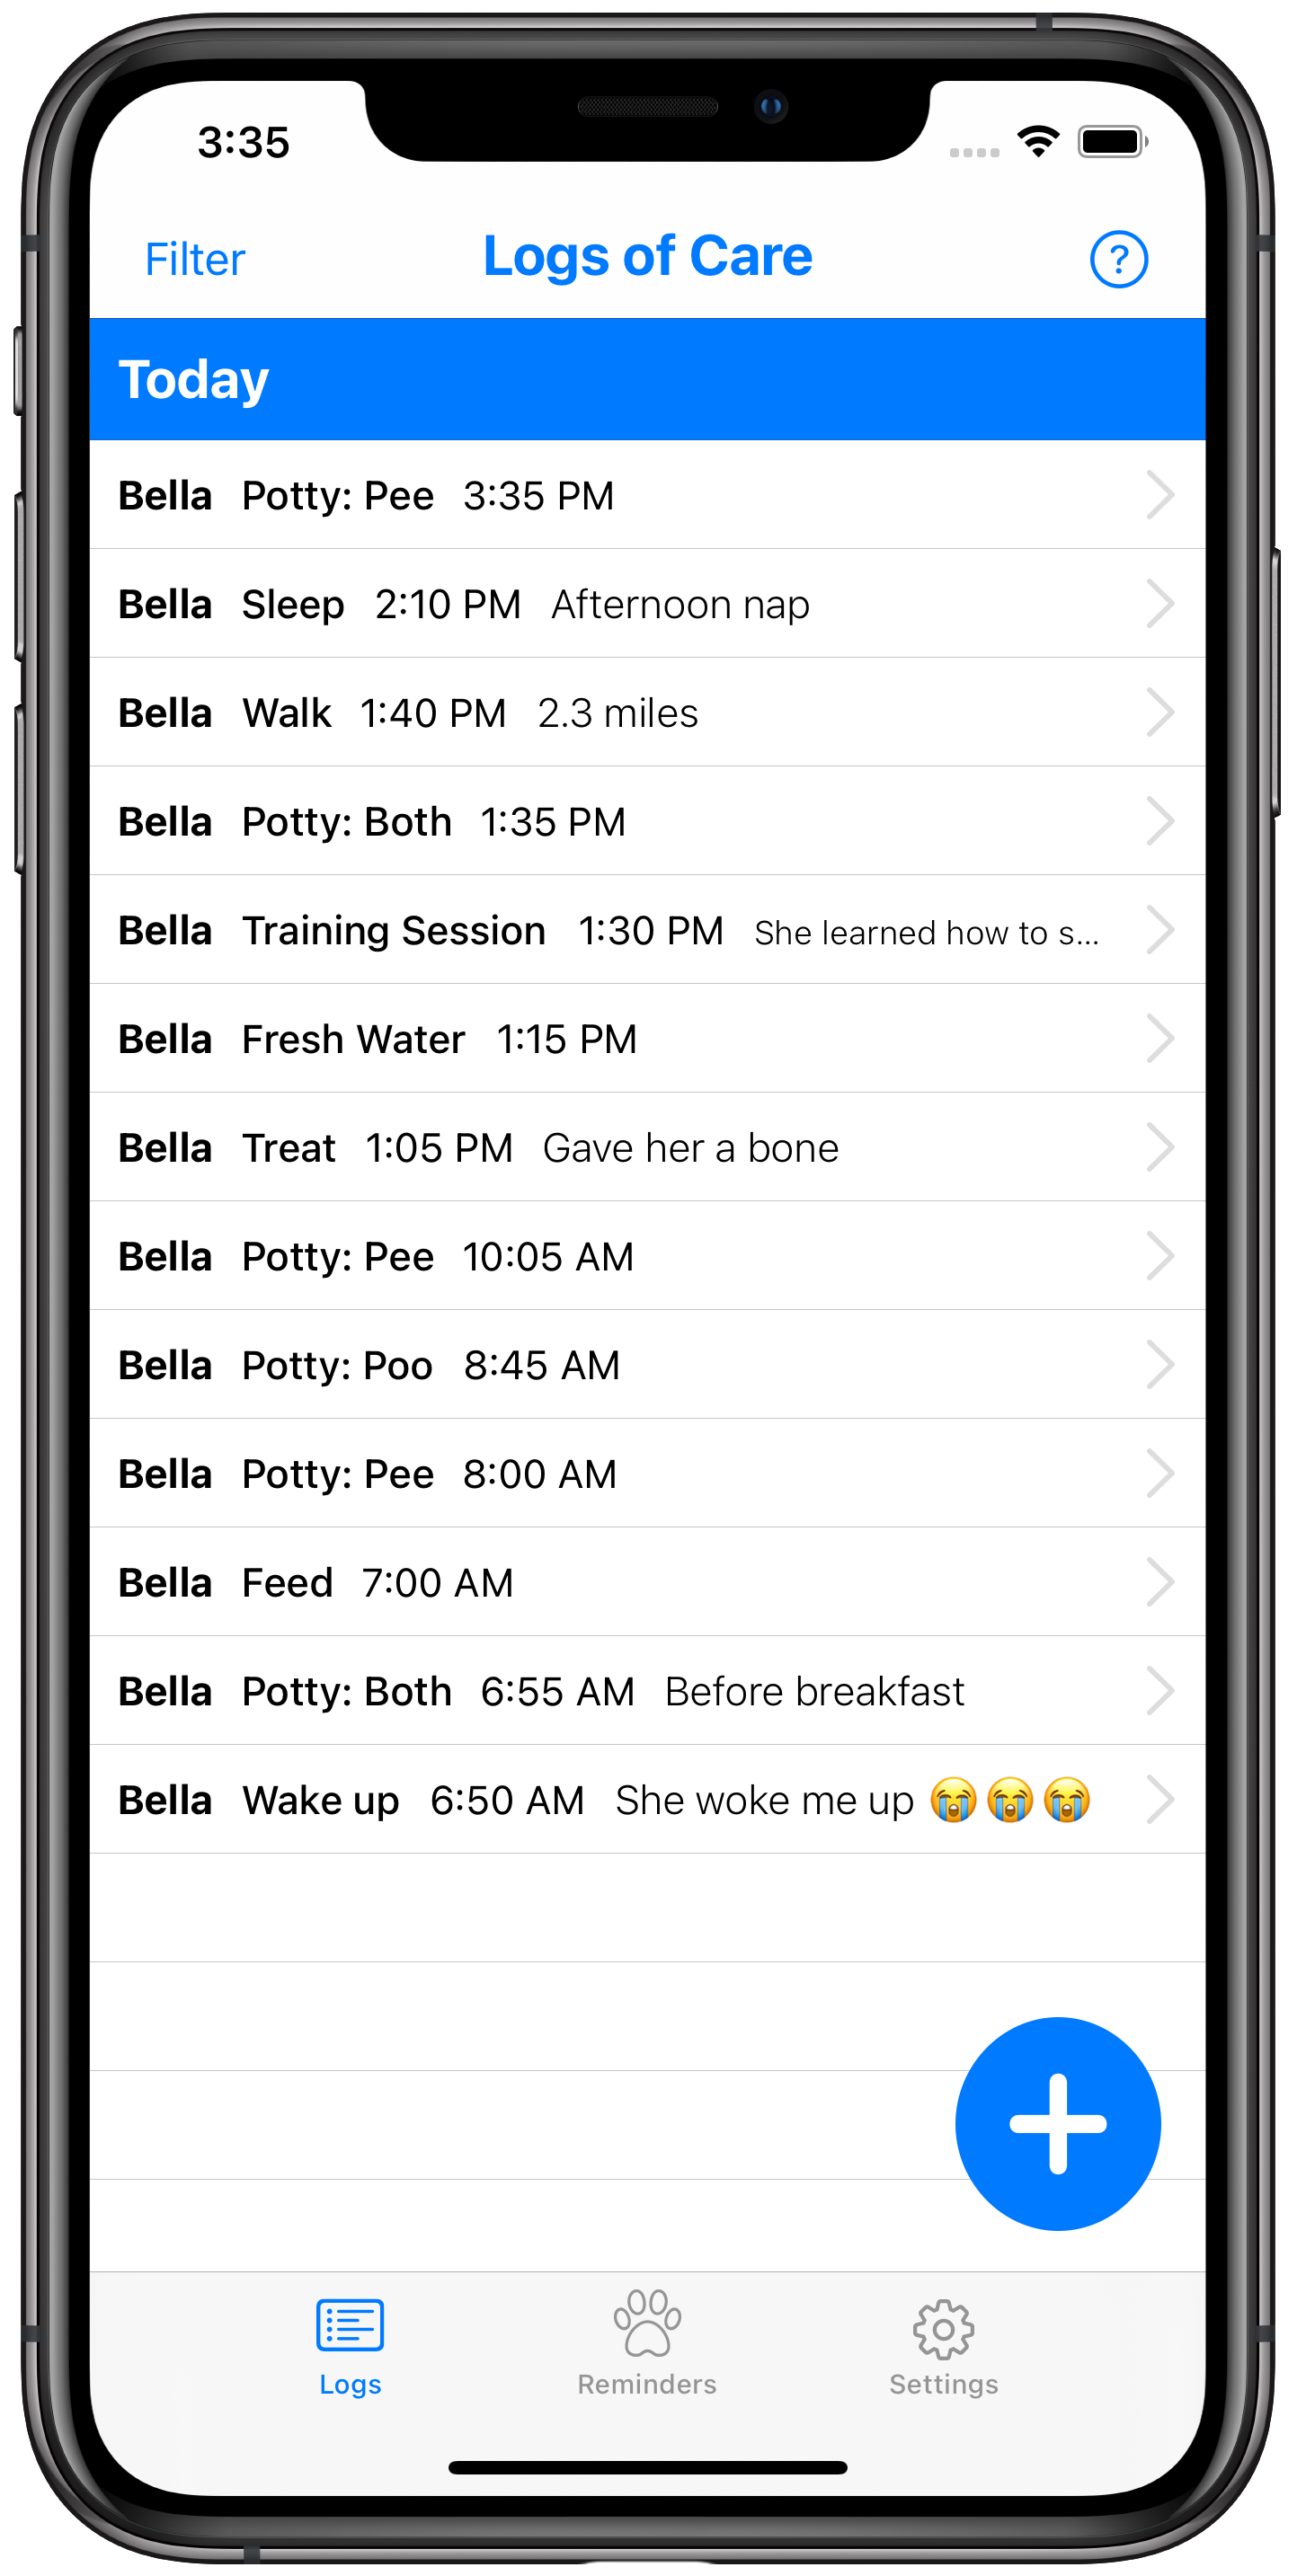 3:35
Filter Logs of Care ?
Today
Bella Potty: Pee 3:35 PM
Bella Sleep 2:10 PM Afternoon nap
Bella Walk 1:40 PM 2.3 miles
Bella Potty: Both 1:35 PM
Bella Training Session 1:30 PM She learned how to s...
Bella Fresh Water 1:15 PM
Bella Treat 1:05 PM Gave her a bone
Bella Potty: Pee 10:05 AM
Bella Potty: Poo 8:45 AM
Bella Potty: Pee 8:00 AM
Bella Feed 7:00 AM
Bella Potty: Both 6:55 AM Before breakfast
Bella Wake up 6:50 AM She woke me up 😭😭😭
Logs Reminders Settings